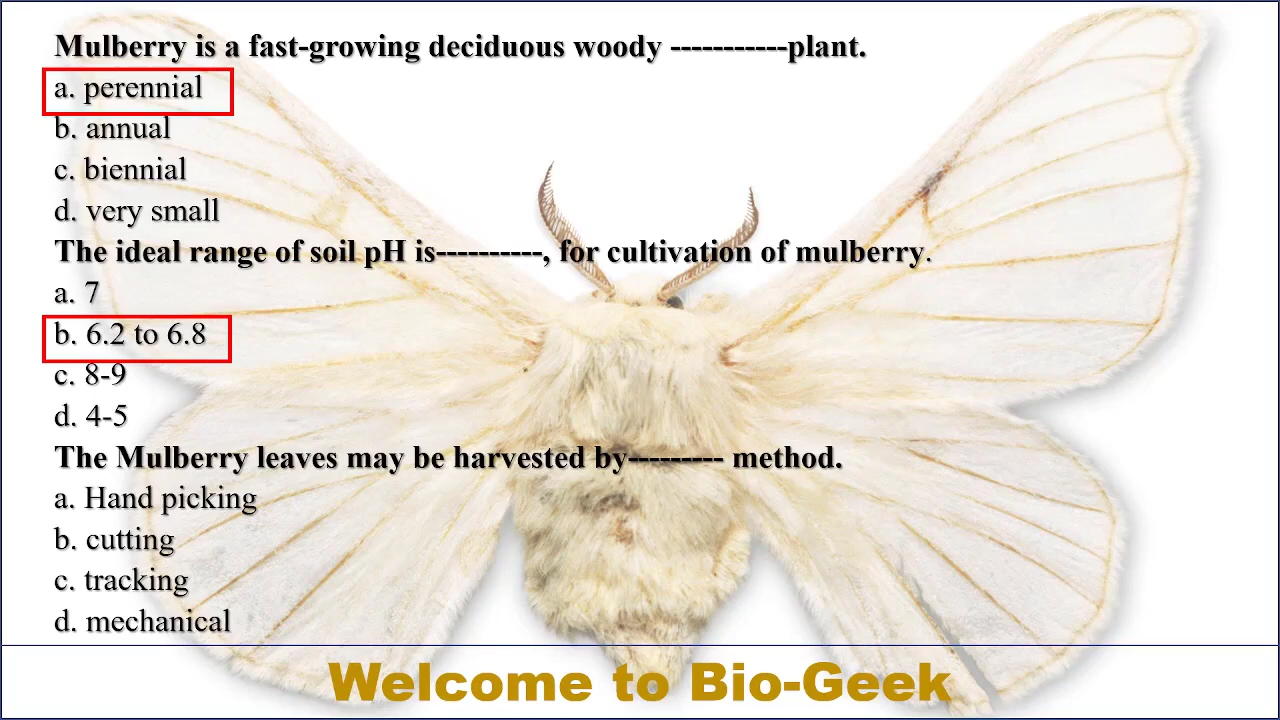 Mulberry is a fast-growing deciduous woody -----------plant.
a. perennial
b. annual
c. biennial
d. very small
The ideal range of soil pH is----------, for cultivation of mulberry.
a. 7
b. 6.2 to 6.8
c. 8-9
d. 4-5
The Mulberry leaves may be harvested by--------- method.
a. Hand picking
b. cutting
c. tracking
d. mechanical
Welcome to Bio-Geek